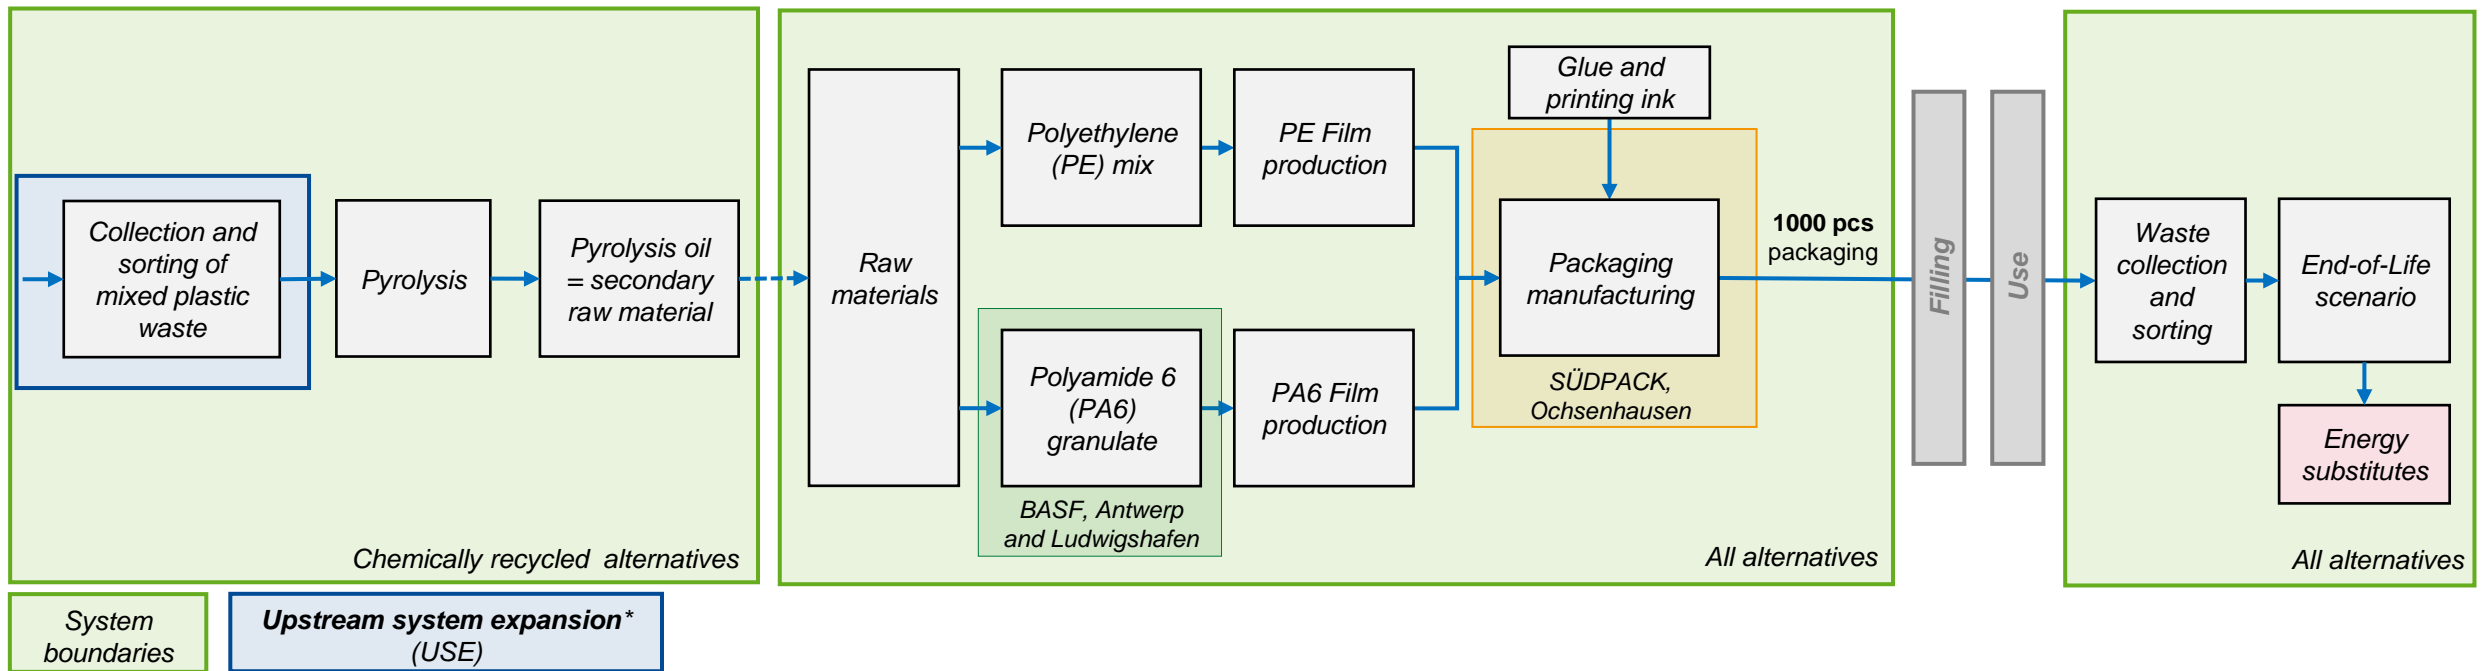 Collection and
sorting of
mixed plastic
waste
Pyrolysis
Pyrolysis oil
= secondary
raw material
Chemically recycled alternatives
Raw
materials
Polyethylene
(PE) mix
PE Film
production
Glue and
printing ink
Polyamide 6
(PA6)
granulate
BASF, Antwerp
and Ludwigshafen
PA6 Film
production
Packaging
manufacturing
SÜDPACK,
Ochsenhausen
1000 pcs
packaging
All alternatives
Filling
Use
Waste
collection
and
sorting
End-of-Life
scenario
Energy
substitutes
All alternatives
System
boundaries
Upstream system expansion*
(USE)